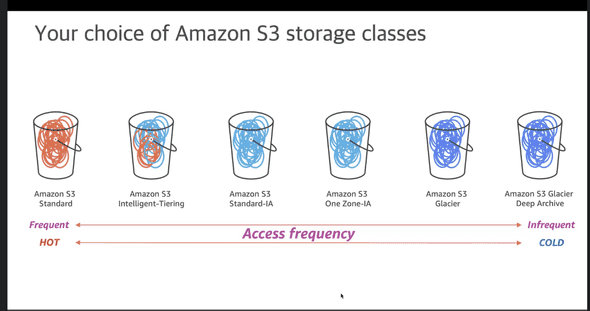 Your choice of Amazon S3 storage classes
Amazon S3
Standard
Amazon S3
Intelligent-Tiering
Amazon S3
Standard-IA
Amazon S3
One Zone-IA
Amazon S3
Glacier
Amazon S3 Glacier
Deep Archive
Frequent
Access frequency
Infrequent
HOT
COLD